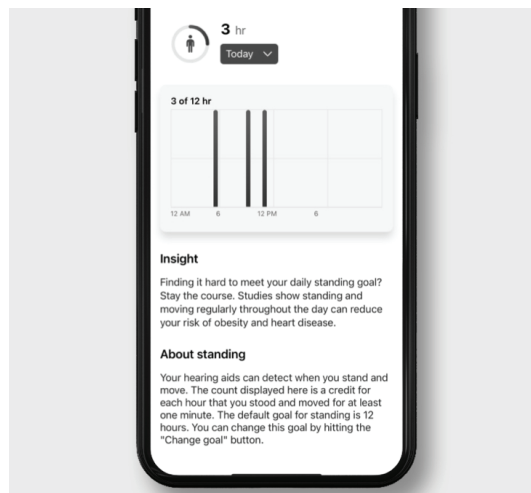 3 hr
Today
3 of 12 hr
12 AM 6 12 PM 6
Insight
Finding it hard to meet your daily standing goal?
Stay the course. Studies show standing and
moving regularly throughout the day can reduce
your risk of obesity and heart disease.
About standing
Your hearing aids can detect when you stand and
move. The count displayed here is a credit for
each hour that you stood and moved for at least
one minute. The default goal for standing is 12
hours. You can change this goal by hitting the
"Change goal" button.